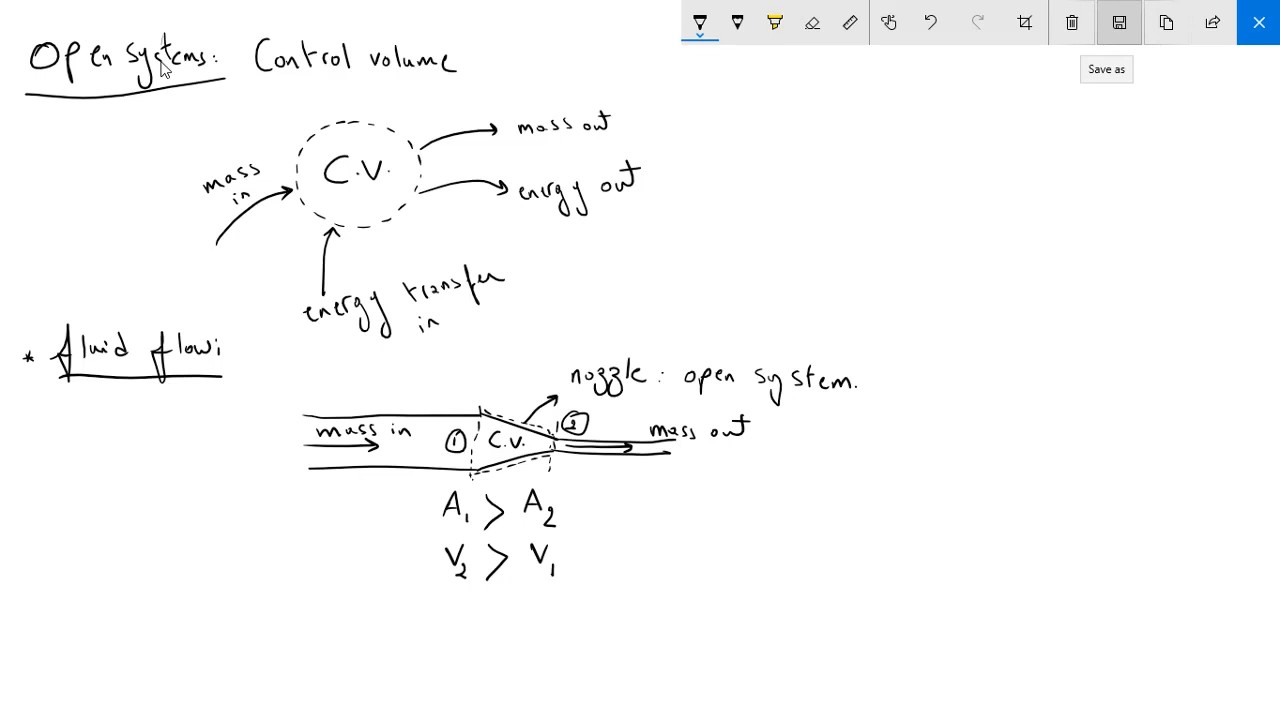 Open systems: Control volume
Save as
mass out
C.V.
mass
in
energy out
energy transfer
in
* fluid flow:
nozzle: open system.
mass in
① C.V. ②
mass out
A₁ > A₂
V₂ > V₁